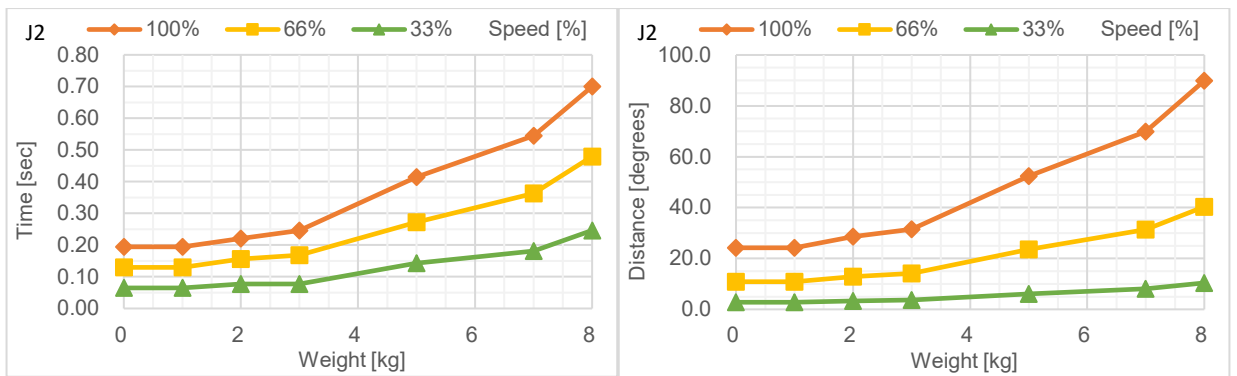 J2
100% 66% 33% Speed [%]
0.80
0.70
0.60
0.50
0.40
0.30
0.20
0.10
0.00
Time [sec]
0 2 4 6 8
Weight [kg]
J2
100% 66% 33% Speed [%]
100.0
80.0
60.0
40.0
20.0
0.0
Distance [degrees]
0 2 4 6 8
Weight [kg]